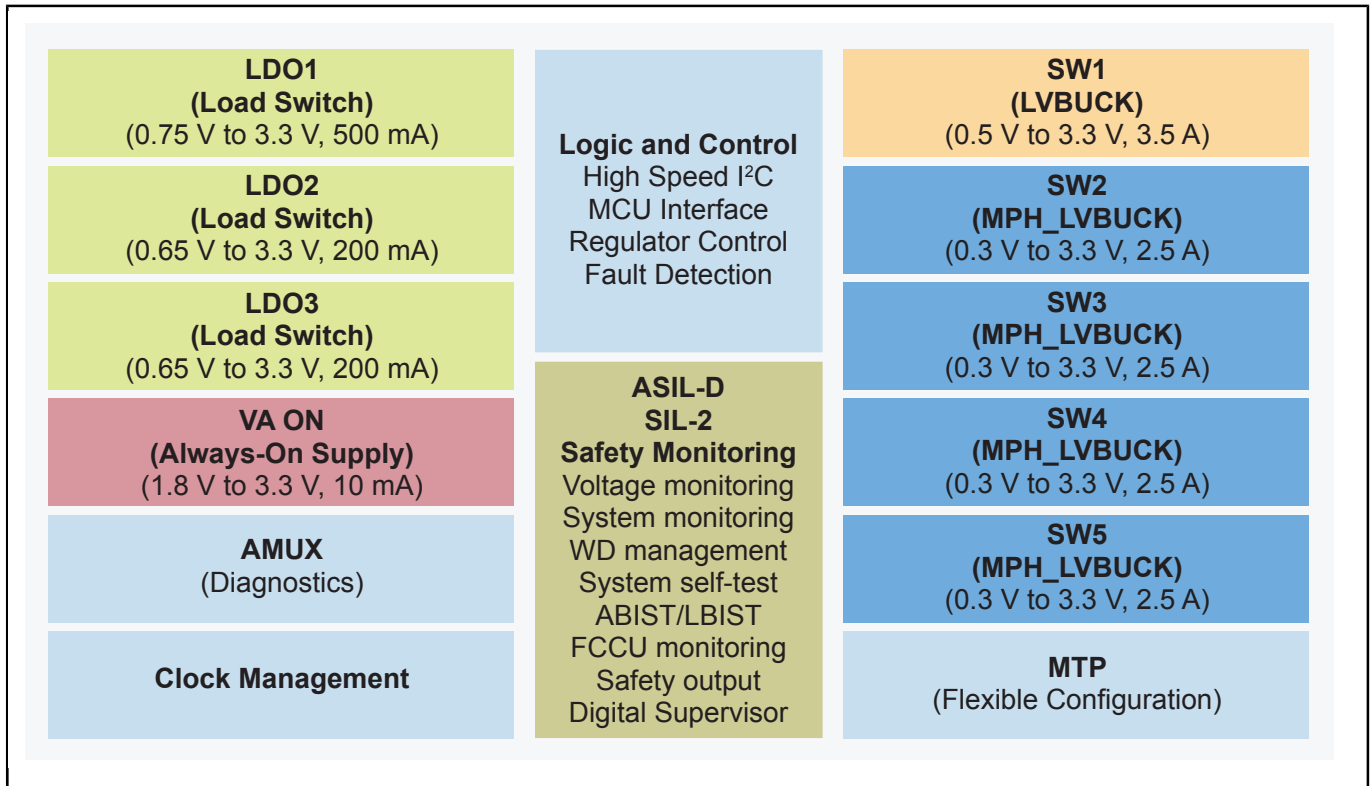 LDO1
(Load Switch)
(0.75 V to 3.3 V, 500 mA)
LDO2
(Load Switch)
(0.65 V to 3.3 V, 200 mA)
LDO3
(Load Switch)
(0.65 V to 3.3 V, 200 mA)
VA ON
(Always-On Supply)
(1.8 V to 3.3 V, 10 mA)
AMUX
(Diagnostics)
Clock Management
Logic and Control
High Speed I²C
MCU Interface
Regulator Control
Fault Detection
ASIL-D
SIL-2
Safety Monitoring
Voltage monitoring
System monitoring
WD management
System self-test
ABIST/LBIST
FCCU monitoring
Safety output
Digital Supervisor
SW1
(LVBUCK)
(0.5 V to 3.3 V, 3.5 A)
SW2
(MPH_LVBUCK)
(0.3 V to 3.3 V, 2.5 A)
SW3
(MPH_LVBUCK)
(0.3 V to 3.3 V, 2.5 A)
SW4
(MPH_LVBUCK)
(0.3 V to 3.3 V, 2.5 A)
SW5
(MPH_LVBUCK)
(0.3 V to 3.3 V, 2.5 A)
MTP
(Flexible Configuration)